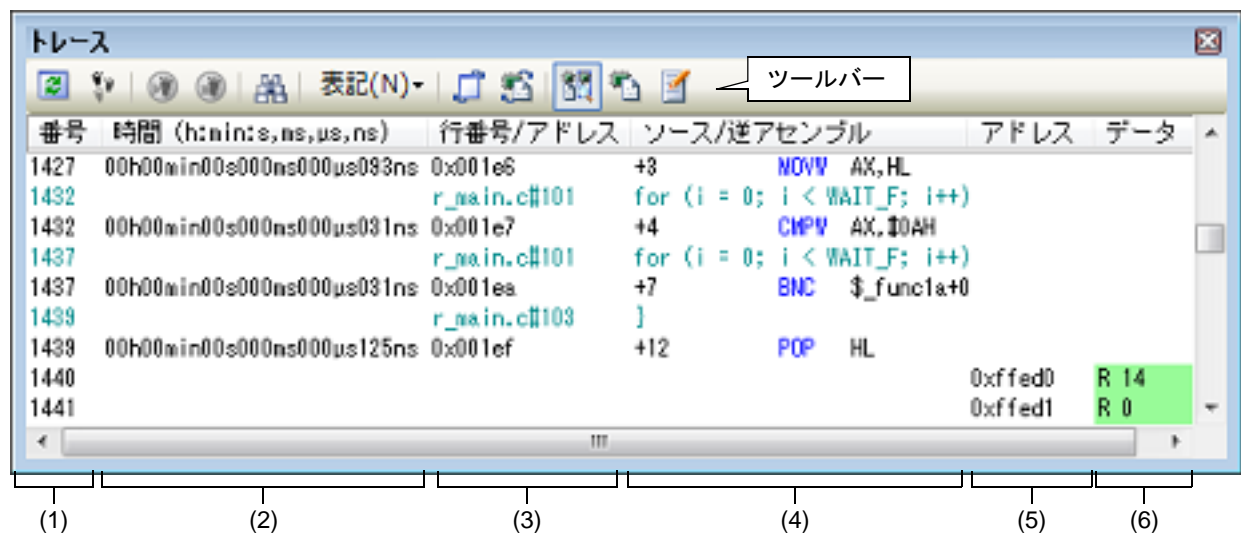 トレース
表記(N)
ツールバー
番号 時間 (h:min:s,ms,μs,ns) 行番号/アドレス ソース/逆アセンブル アドレス データ
1427 00h00min00s000ms000μs093ns 0x001e6 +3 MOVW AX,HL
1432 r_main.c#101 for (i = 0; i < WAIT_F; i++)
1432 00h00min00s000ms000μs031ns 0x001e7 +4 CMPW AX,#0AH
1437 r_main.c#101 for (i = 0; i < WAIT_F; i++)
1437 00h00min00s000ms000μs031ns 0x001ea +7 BNC $_func1a+0
1439 r_main.c#103 }
1439 00h00min00s000ms000μs125ns 0x001ef +12 POP HL
1440 0xffed0 R 14
1441 0xffed1 R 0
(1) (2) (3) (4) (5) (6)